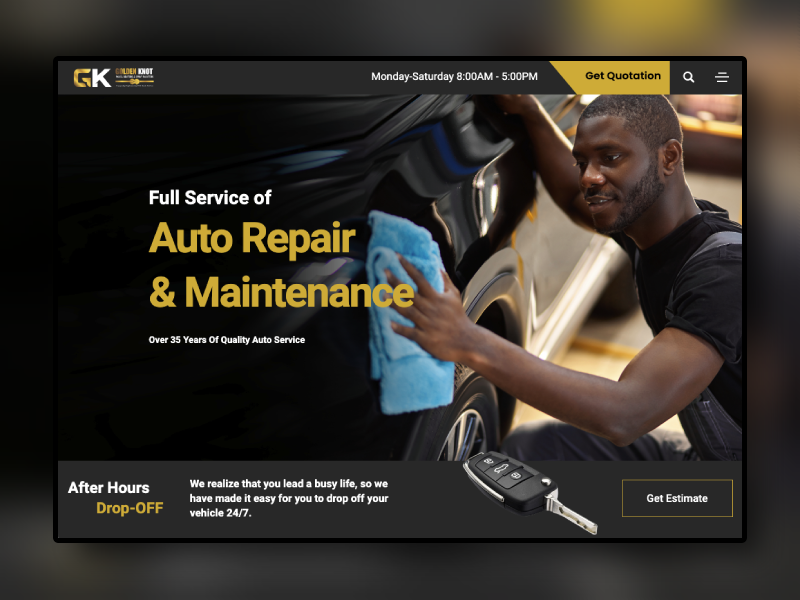 GK
GOLDEN KNOT
Monday-Saturday 8:00AM - 5:00PM
Get Quotation
Full Service of
Auto Repair
& Maintenance
Over 35 Years Of Quality Auto Service
After Hours
Drop-OFF
We realize that you lead a busy life, so we
have made it easy for you to drop off your
vehicle 24/7.
Get Estimate